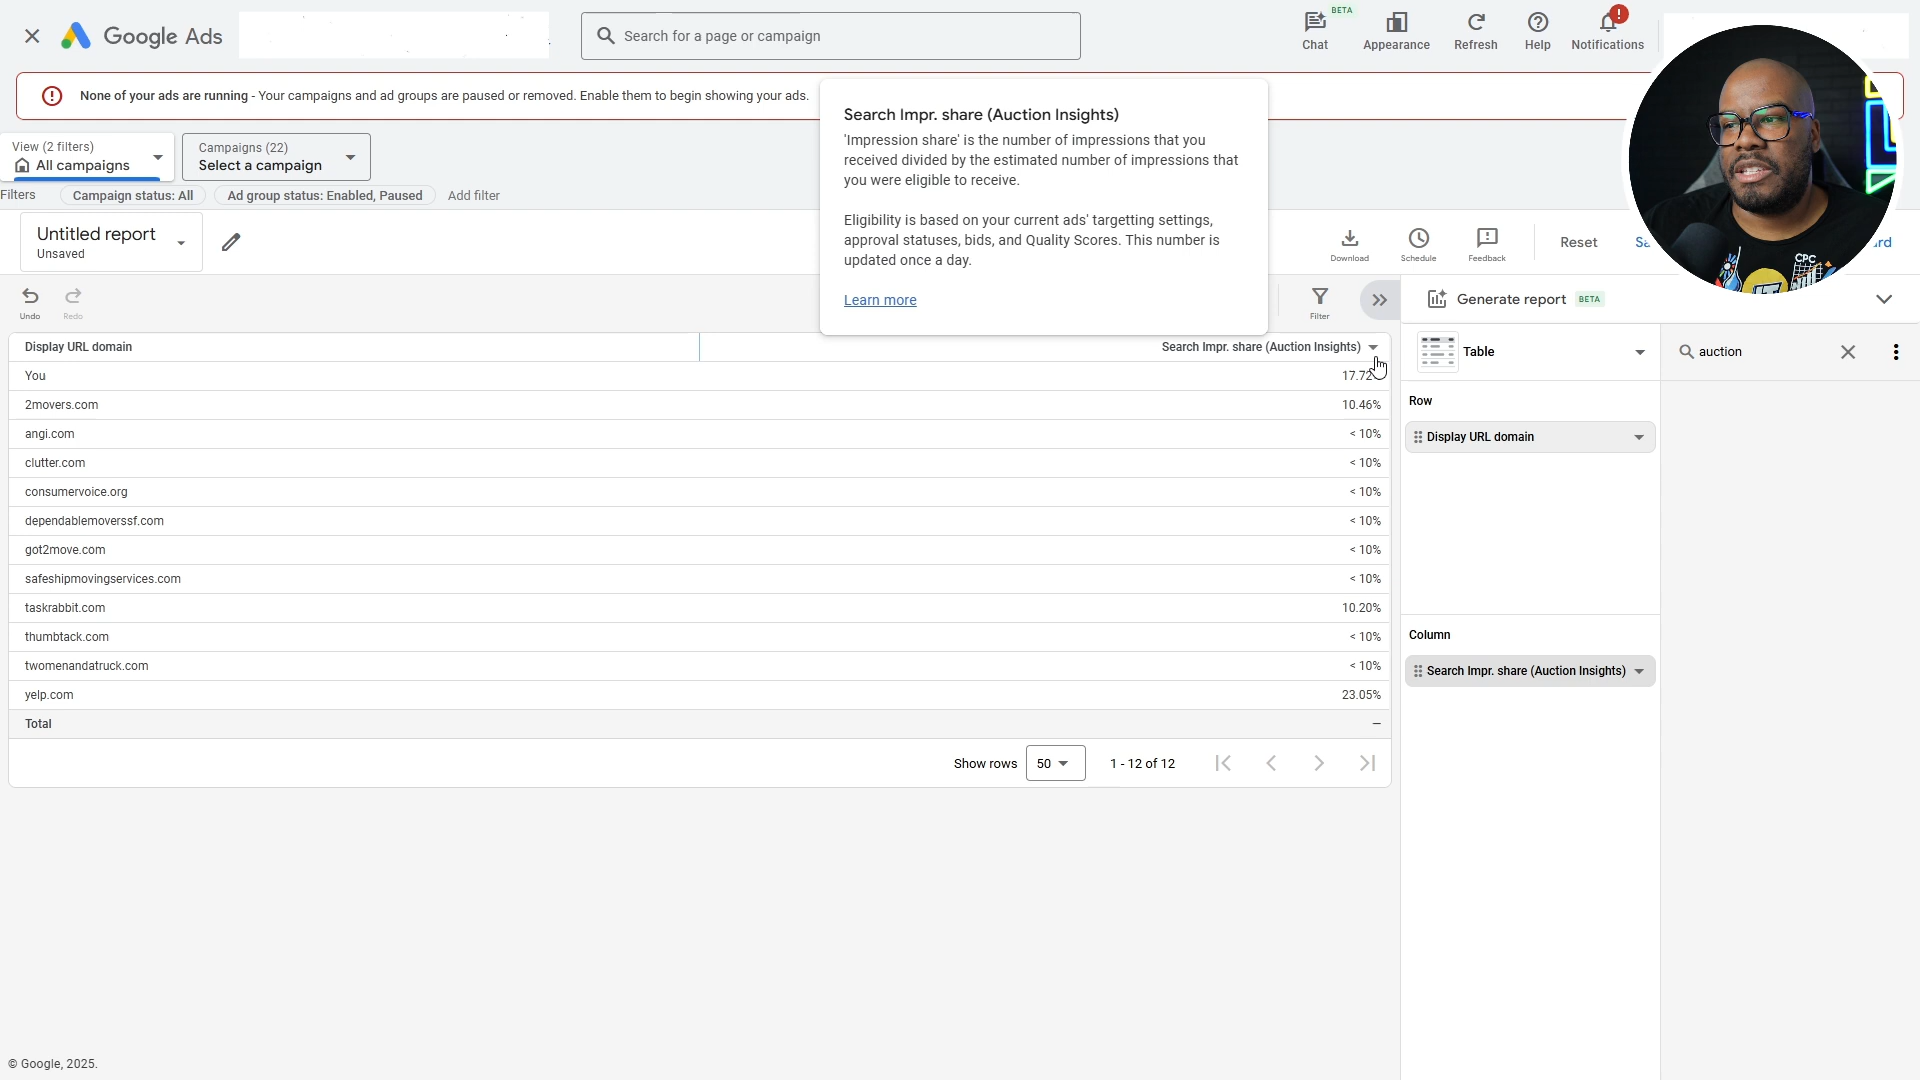 Google Ads
Search for a page or campaign
BETA
Chat
Appearance
Refresh
Help
!
Notifications
None of your ads are running - Your campaigns and ad groups are paused or removed. Enable them to begin showing your ads.
View (2 filters)
All campaigns
Campaigns (22)
Select a campaign
Filters
Campaign status: All
Ad group status: Enabled, Paused
Add filter
Search Impr. share (Auction Insights)
'Impression share' is the number of impressions that you
received divided by the estimated number of impressions that
you were eligible to receive.
Eligibility is based on your current ads' targetting settings,
approval statuses, bids, and Quality Scores. This number is
updated once a day.
Learn more
Untitled report
Unsaved
Download
Schedule
Feedback
Reset
CPC
Undo
Redo
Filter
Generate report BETA
Display URL domain
Search Impr. share (Auction Insights)
You
2movers.com 10.46%
angi.com < 10%
clutter.com < 10%
consumervoice.org < 10%
dependablemoverssf.com < 10%
got2move.com < 10%
safeshipmovingservices.com < 10%
taskrabbit.com 10.20%
thumbtack.com < 10%
twomenandatruck.com < 10%
yelp.com 23.05%
Total –
Show rows 50 1 - 12 of 12
Table
auction
Row
Display URL domain
Column
Search Impr. share (Auction Insights)
© Google, 2025.